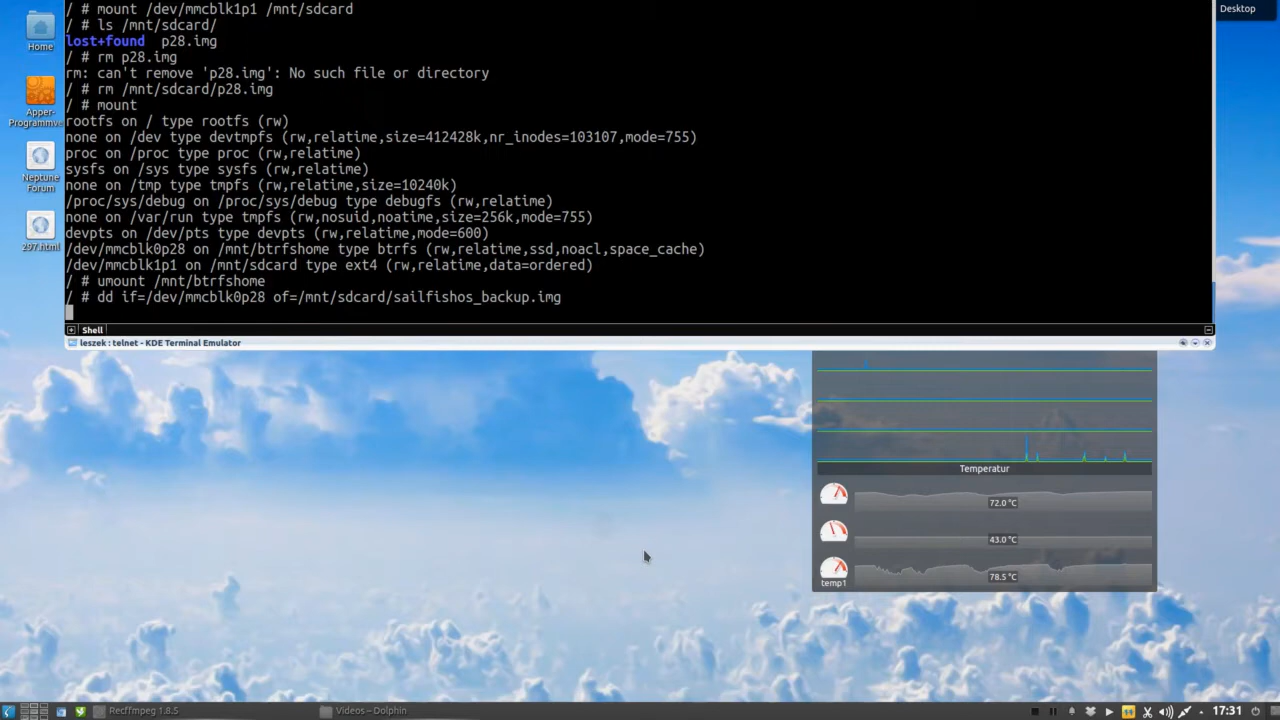 / # mount /dev/mmcblk1p1 /mnt/sdcard
/ # ls /mnt/sdcard/
lost+found  p28.img
/ # rm p28.img
rm: can't remove 'p28.img': No such file or directory
/ # rm /mnt/sdcard/p28.img
/ # mount
rootfs on / type rootfs (rw)
none on /dev type devtmpfs (rw,relatime,size=412428k,nr_inodes=103107,mode=755)
proc on /proc type proc (rw,relatime)
sysfs on /sys type sysfs (rw,relatime)
none on /tmp type tmpfs (rw,relatime,size=10240k)
/proc/sys/debug on /proc/sys/debug type debugfs (rw,relatime)
none on /var/run type tmpfs (rw,nosuid,noatime,size=256k,mode=755)
devpts on /dev/pts type devpts (rw,relatime,mode=600)
/dev/mmcblk0p28 on /mnt/btrfshome type btrfs (rw,relatime,ssd,noacl,space_cache)
/dev/mmcblk1p1 on /mnt/sdcard type ext4 (rw,relatime,data=ordered)
/ # umount /mnt/btrfshome
/ # dd if=/dev/mmcblk0p28 of=/mnt/sdcard/sailfishos_backup.img
Shell
leszek : telnet - KDE Terminal Emulator
Desktop
Home
Apper-
Programmve
Neptune
Forum
297.html
Temperatur
72.0 °C
43.0 °C
temp1
78.5 °C
Recffmpeg 1.8.5
Videos – Dolphin
17:31